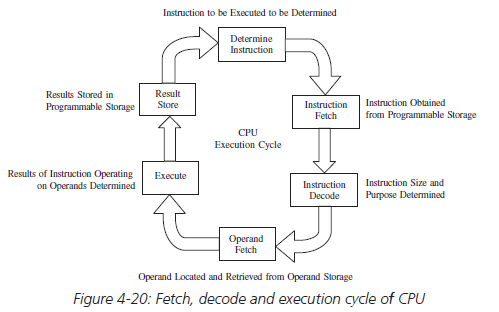 Instruction to be Executed to be Determined
Determine
Instruction
Results Stored in
Programmable Storage
Result
Store
Instruction
Fetch
Instruction Obtained
from Programmable Storage
CPU
Execution Cycle
Results of Instruction Operating
on Operands Determined
Execute
Instruction
Decode
Instruction Size and
Purpose Determined
Operand
Fetch
Operand Located and Retrieved from Operand Storage
Figure 4-20: Fetch, decode and execution cycle of CPU